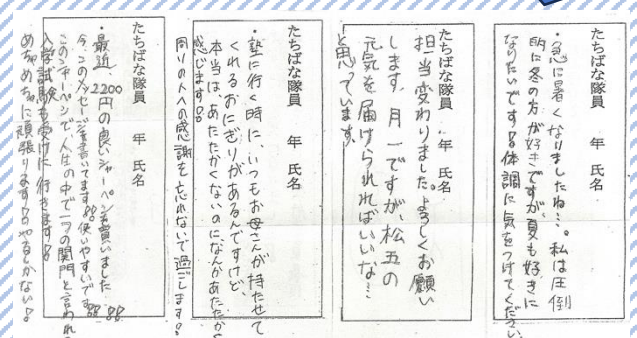 たちばな隊員 年 氏名
・急に暑くなりましたね…。私は圧倒
的に冬の方が好きですが、夏も好きに
なりたいです!!体調に気をつけてください
たちばな隊員 年 氏名
担当変わりました。よろしくお願い
します。月一ですが、松五の
元気を届けられればいいな…
と思っています。
たちばな隊員 年 氏名
・塾に行く時に、いつもお母さんが持たせて
くれるおにぎりがあるんですけど、
本当は、あたたかくないのになんかあたたか
感じます!!
周りの人への感謝を忘れないで過ごします!!
たちばな隊員 年 氏名
・最近、2200円の良いシャーペンを買いました
今、このメッセージを書いてます!!使いやすいです!!
このシャーペンで人生の中で一つの関門と言われ
入学試験を受けに行きます!!
めちゃめちゃに頑張ります!!やるしかない!